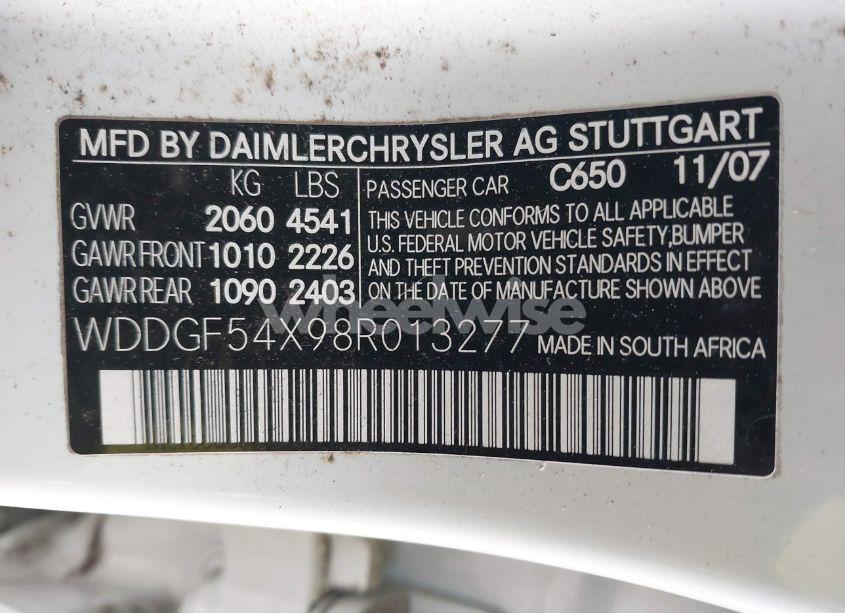 MFD BY DAIMLERCHRYSLER AG STUTTGART
KG LBS
GVWR 2060 4541
GAWR FRONT 1010 2226
GAWR REAR 1090 2403
PASSENGER CAR C650 11/07
THIS VEHICLE CONFORMS TO ALL APPLICABLE
U.S. FEDERAL MOTOR VEHICLE SAFETY,BUMPER
AND THEFT PREVENTION STANDARDS IN EFFECT
ON THE DATE OF MANUFACTURE SHOWN ABOVE
wheelwise
WDDGF54X98R013277 MADE IN SOUTH AFRICA